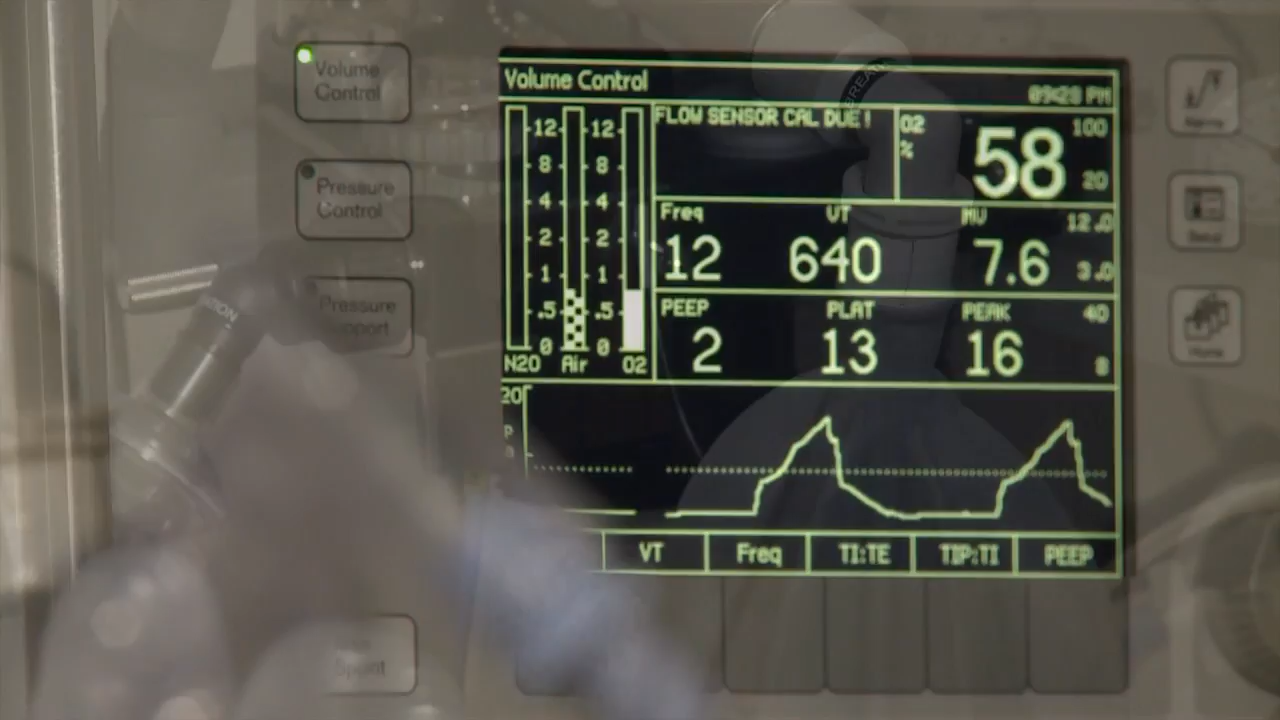 Volume Control
Pressure Control
Pressure Support
Volume Control
09:28 PM
FLOW SENSOR CAL DUE!
O2 % 58 100 20
Freq VT MV 12.0
12 640 7.6 3.0
PEEP PLAT PEAK 40
2 13 16 8
12 12
8 8
4 4
2 2
1 1
.5 .5
0 0
N2O Air O2
20
P
VT Freq TI:TE TIP:TI PEEP
Home